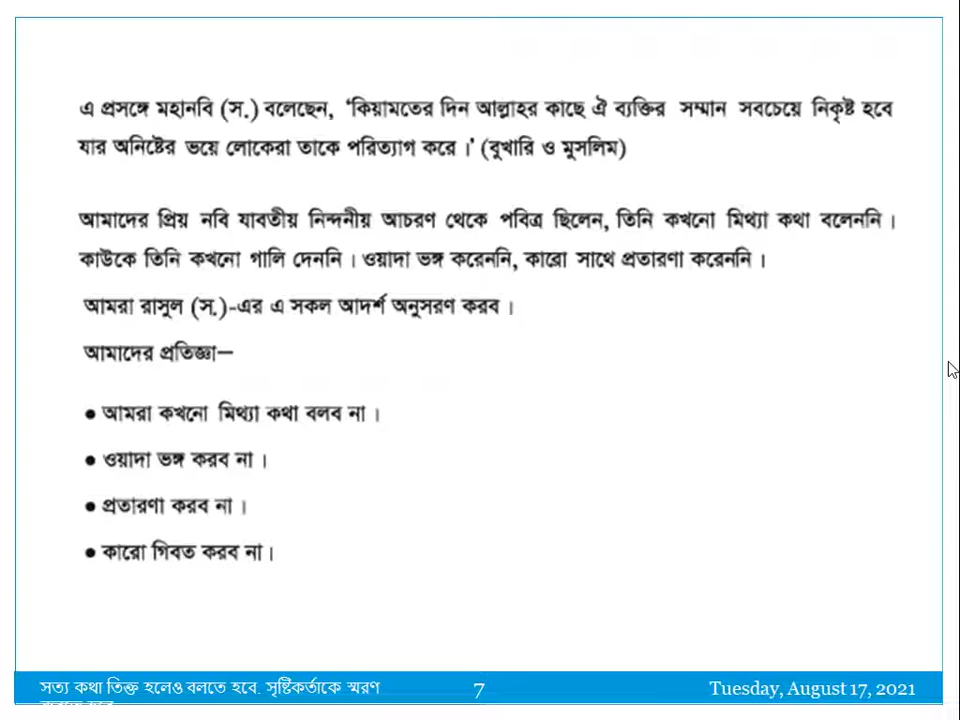 এ প্রসঙ্গে মহানবি (স.) বলেছেন, ‘কিয়ামতের দিন আল্লাহর কাছে ঐ ব্যক্তির সম্মান সবচেয়ে নিকৃষ্ট হবে
যার অনিষ্টের ভয়ে লোকেরা তাকে পরিত্যাগ করে।’ (বুখারি ও মুসলিম)
আমাদের প্রিয় নবি যাবতীয় নিন্দনীয় আচরণ থেকে পবিত্র ছিলেন, তিনি কখনো মিথ্যা কথা বলেননি।
কাউকে তিনি কখনো গালি দেননি। ওয়াদা ভঙ্গ করেননি, কারো সাথে প্রতারণা করেননি।
আমরা রাসুল (স.)-এর এ সকল আদর্শ অনুসরণ করব।
আমাদের প্রতিজ্ঞা—
● আমরা কখনো মিথ্যা কথা বলব না।
● ওয়াদা ভঙ্গ করব না।
● প্রতারণা করব না।
● কারো গিবত করব না।
সত্য কথা তিক্ত হলেও বলতে হবে. সৃষ্টিকর্তাকে স্মরণ
7
Tuesday, August 17, 2021